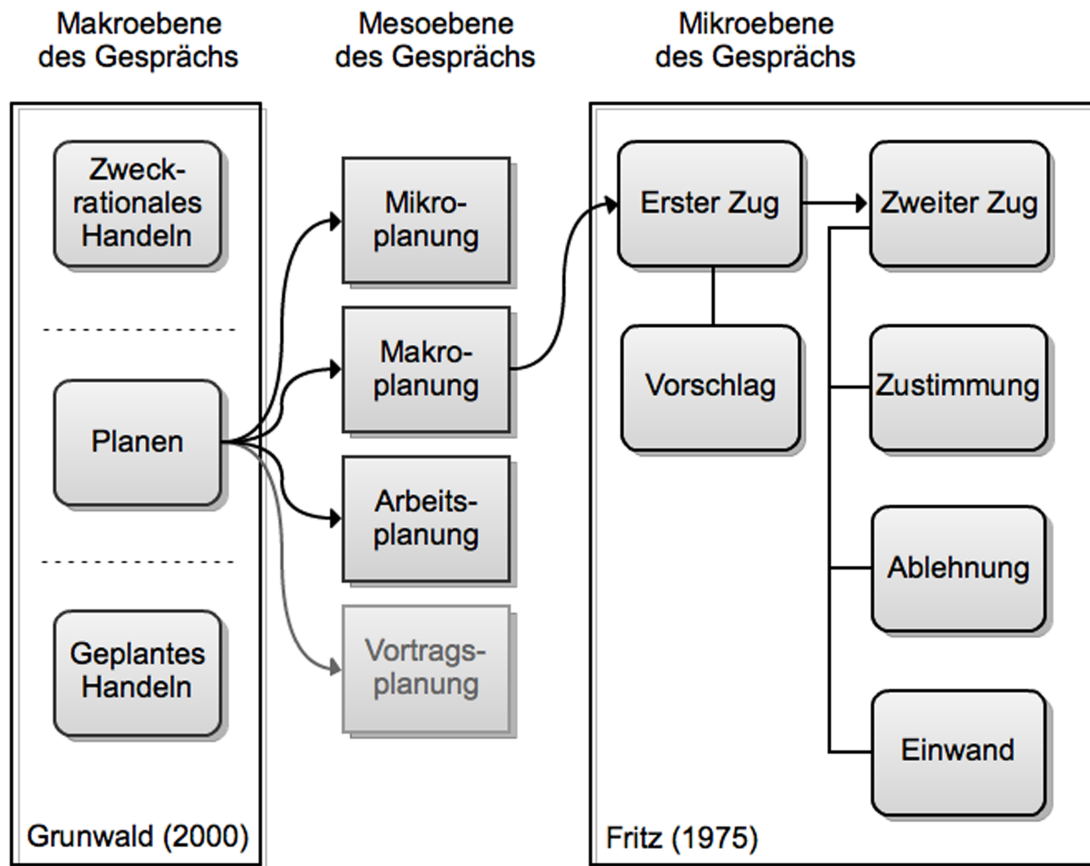 Makroebene
des Gesprächs
Mesoebene
des Gesprächs
Mikroebene
des Gesprächs
Zweck-
rationales
Handeln
Planen
Geplantes
Handeln
Grunwald (2000)
Mikro-
planung
Makro-
planung
Arbeits-
planung
Vortrags-
planung
Erster Zug
Vorschlag
Zweiter Zug
Zustimmung
Ablehnung
Einwand
Fritz (1975)